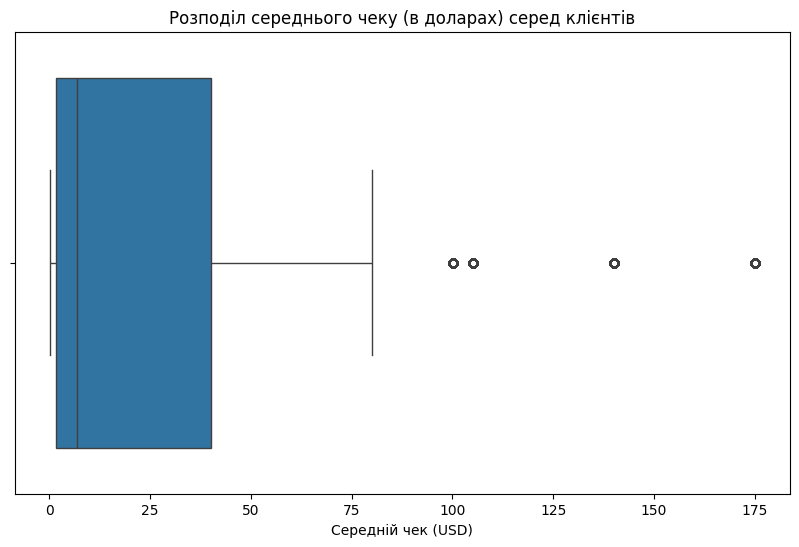 Розподіл середнього чеку (в доларах) серед клієнтів
0 25 50 75 100 125 150 175
Середній чек (USD)